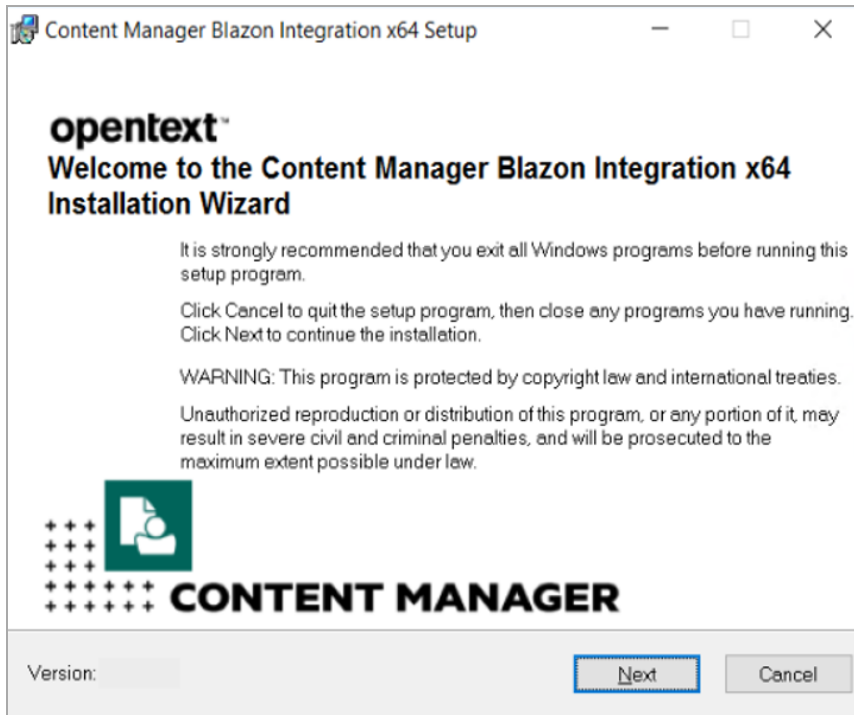 Content Manager Blazon Integration x64 Setup
opentext™
Welcome to the Content Manager Blazon Integration x64
Installation Wizard
It is strongly recommended that you exit all Windows programs before running this
setup program.
Click Cancel to quit the setup program, then close any programs you have running.
Click Next to continue the installation.
WARNING: This program is protected by copyright law and international treaties.
Unauthorized reproduction or distribution of this program, or any portion of it, may
result in severe civil and criminal penalties, and will be prosecuted to the
maximum extent possible under law.
CONTENT MANAGER
Version:
Next
Cancel